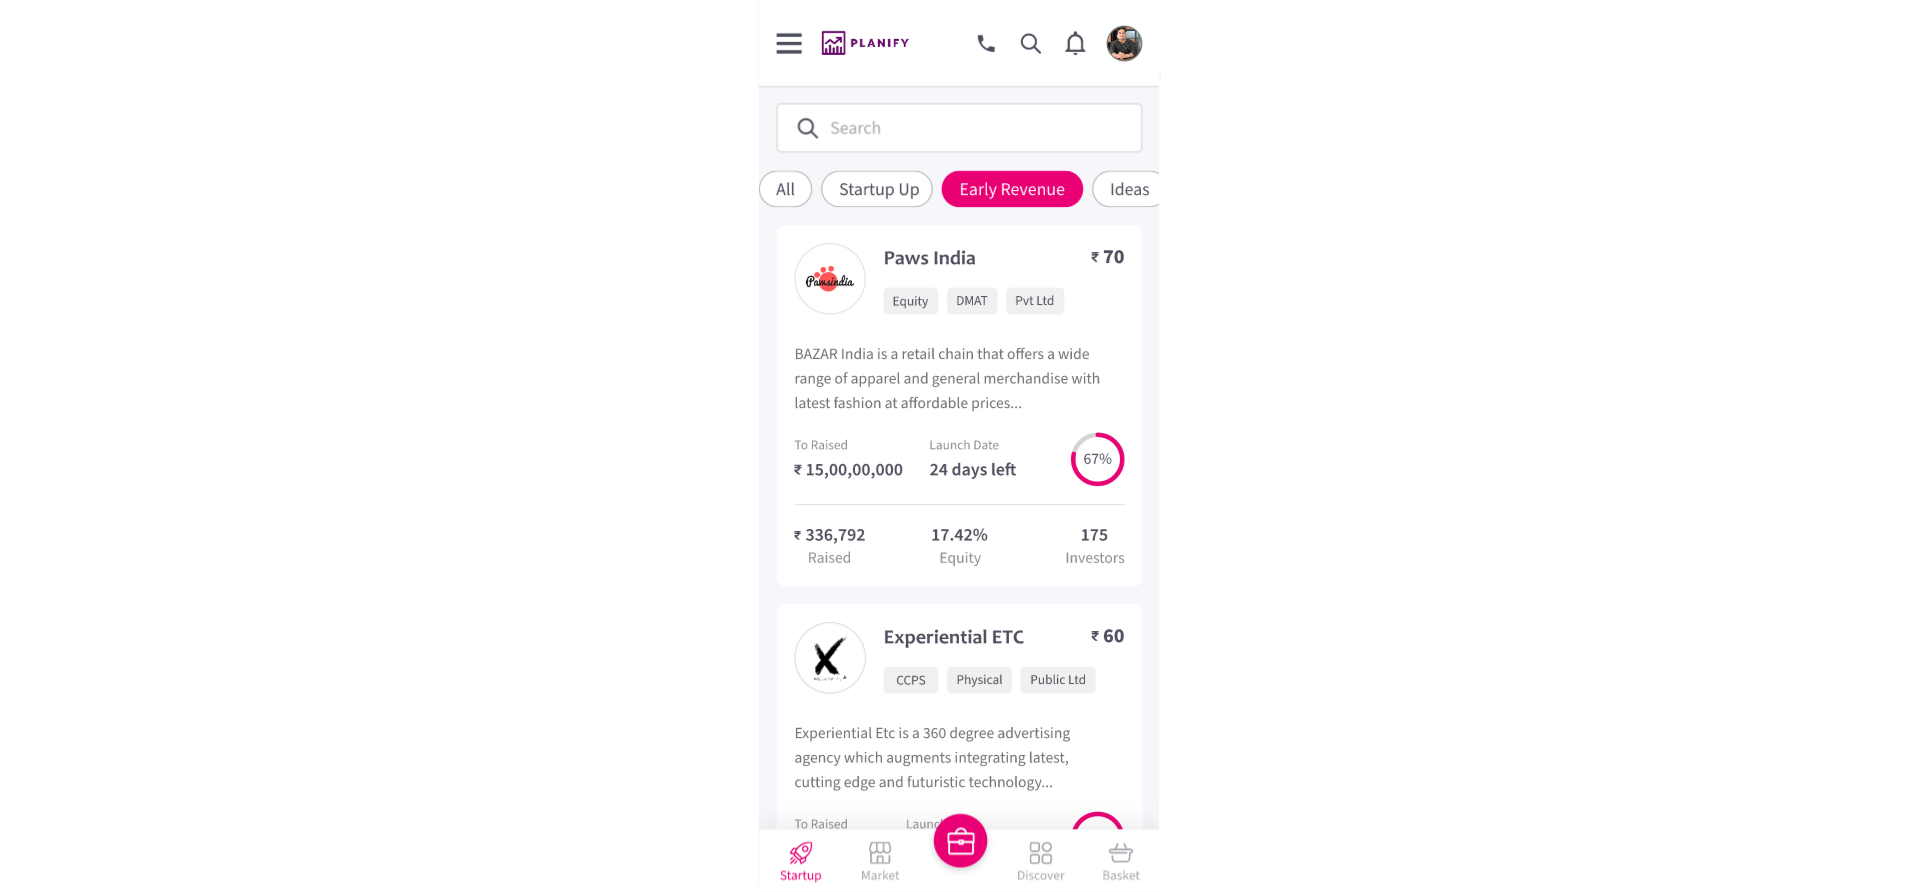 PLANIFY
Search
All
Startup Up
Early Revenue
Ideas
Pawsindia
Paws India
₹ 70
Equity
DMAT
Pvt Ltd
BAZAR India is a retail chain that offers a wide
range of apparel and general merchandise with
latest fashion at affordable prices...
To Raised
Launch Date
₹ 15,00,00,000
24 days left
67%
₹ 336,792
17.42%
175
Raised
Equity
Investors
Experiential ETC
₹ 60
CCPS
Physical
Public Ltd
Experiential Etc is a 360 degree advertising
agency which augments integrating latest,
cutting edge and futuristic technology...
To Raised
Startup
Market
Discover
Basket